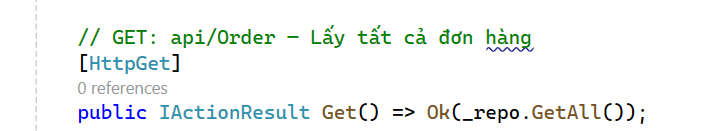 // GET: api/Order – Lấy tất cả đơn hàng
[HttpGet]
0 references
public IActionResult Get() => Ok(_repo.GetAll());